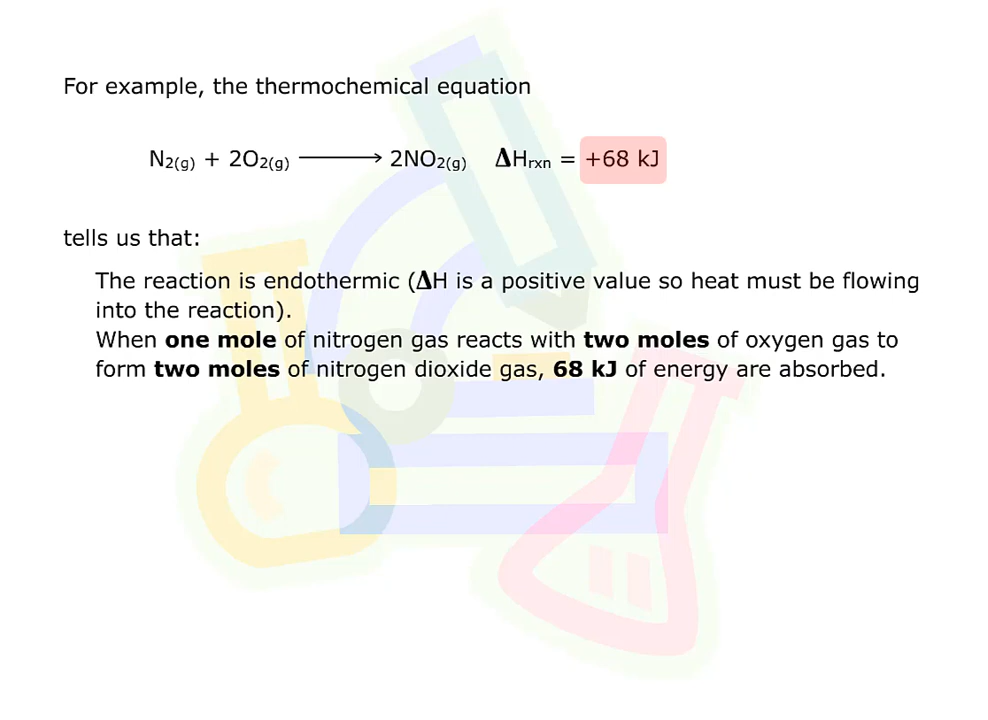 For example, the thermochemical equation
N2(g) + 2O2(g) ⟶ 2NO2(g) ΔHrxn = +68 kJ
tells us that:
The reaction is endothermic (ΔH is a positive value so heat must be flowing
into the reaction).
When one mole of nitrogen gas reacts with two moles of oxygen gas to
form two moles of nitrogen dioxide gas, 68 kJ of energy are absorbed.